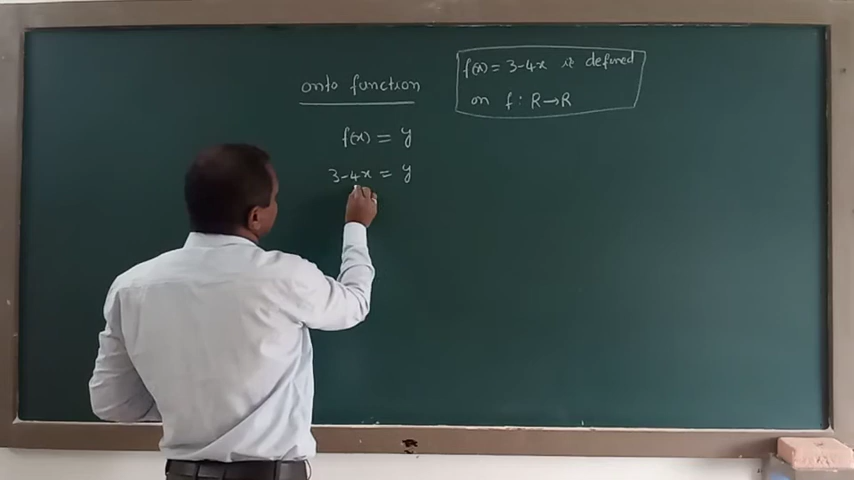 onto function
f(x) = 3-4x is defined
on f: R→R
f(x) = y
3-4x = y